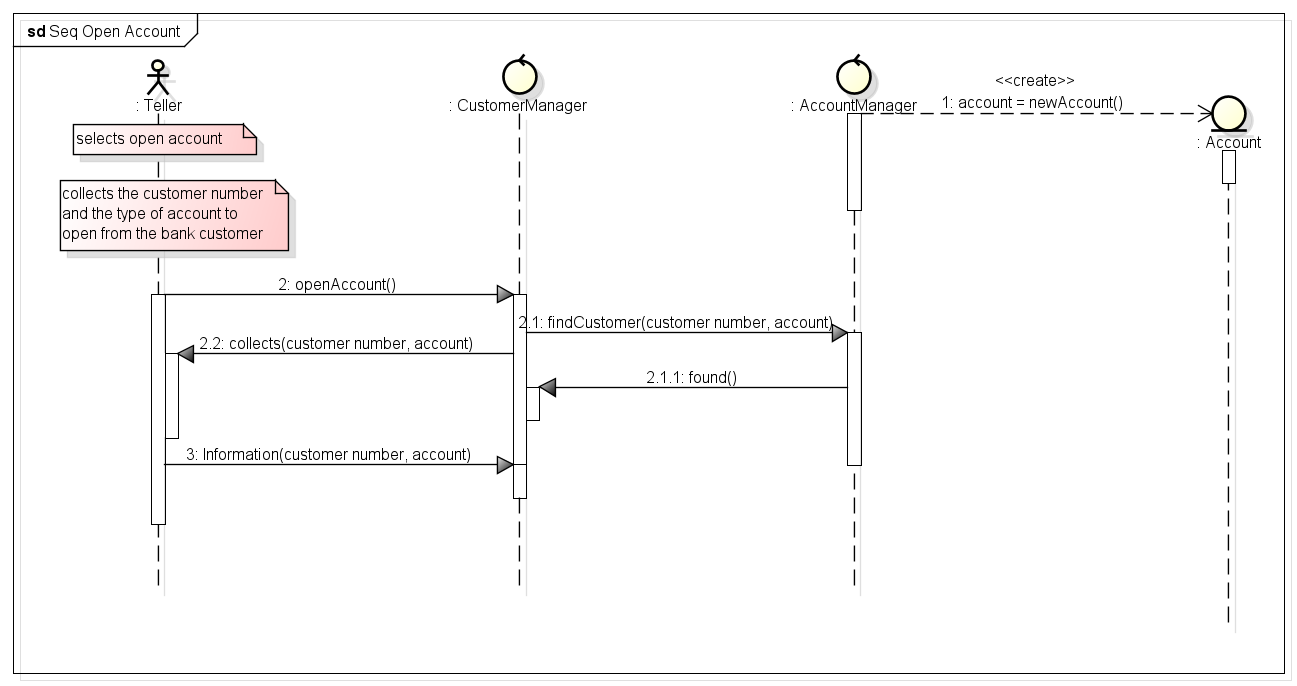 sd Seq Open Account
: Teller
: CustomerManager
: AccountManager
<<create>>
1: account = newAccount()
: Account
selects open account
collects the customer number
and the type of account to
open from the bank customer
2: openAccount()
2.1: findCustomer(customer number, account)
2.2: collects(customer number, account)
2.1.1: found()
3: Information(customer number, account)